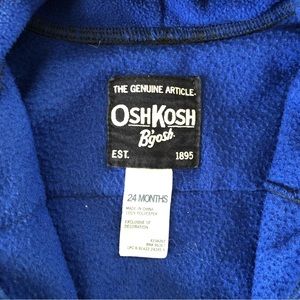 THE GENUINE ARTICLE.
OSHKOSH
B'gosh.
EST. 1895
24 MONTHS
MADE IN CHINA
100% POLYESTER
EXCLUSIVE OF
DECORATION